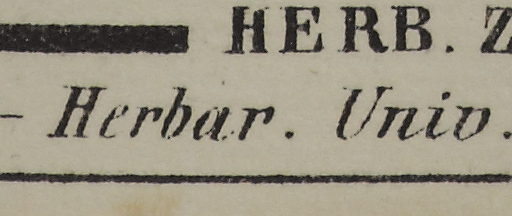 HERB. Z
– Herbar. Univ.